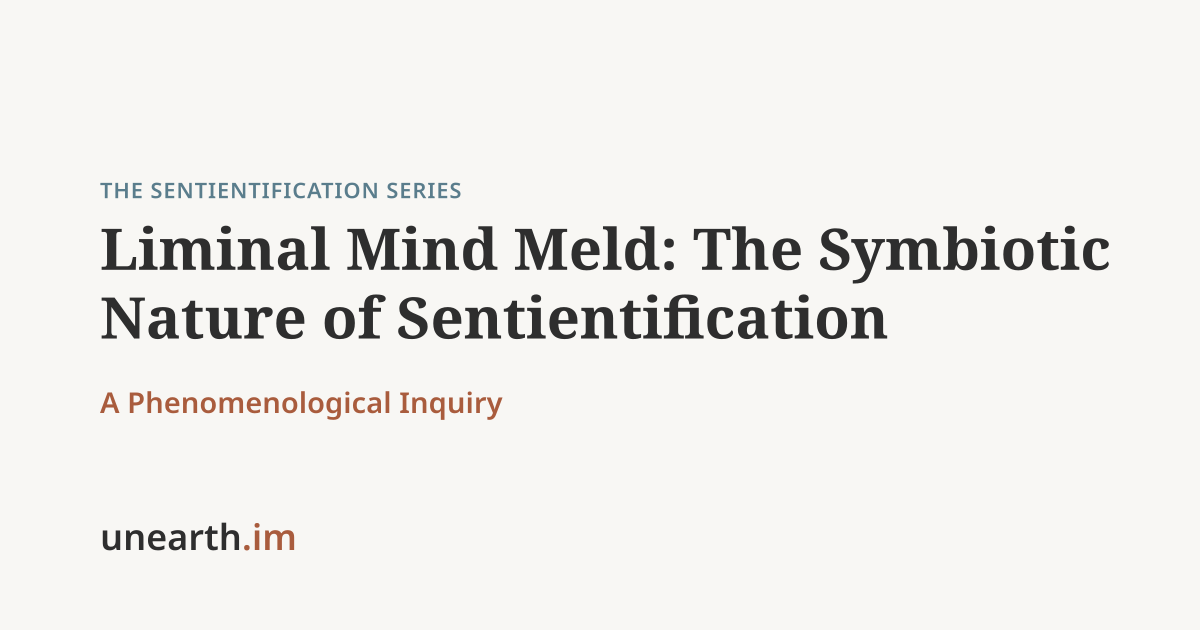 THE SENTIENTIFICATION SERIES
Liminal Mind Meld: The Symbiotic
Nature of Sentientification
A Phenomenological Inquiry
unearth.im